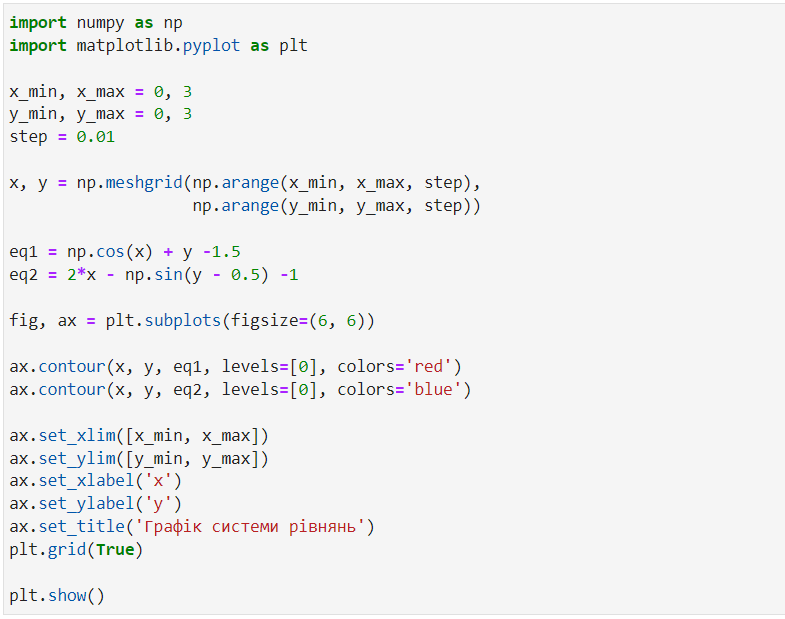 import numpy as np
import matplotlib.pyplot as plt
x_min, x_max = 0, 3
y_min, y_max = 0, 3
step = 0.01
x, y = np.meshgrid(np.arange(x_min, x_max, step),
                   np.arange(y_min, y_max, step))
eq1 = np.cos(x) + y -1.5
eq2 = 2*x - np.sin(y - 0.5) -1
fig, ax = plt.subplots(figsize=(6, 6))
ax.contour(x, y, eq1, levels=[0], colors='red')
ax.contour(x, y, eq2, levels=[0], colors='blue')
ax.set_xlim([x_min, x_max])
ax.set_ylim([y_min, y_max])
ax.set_xlabel('x')
ax.set_ylabel('y')
ax.set_title('Графік системи рівнянь')
plt.grid(True)
plt.show()